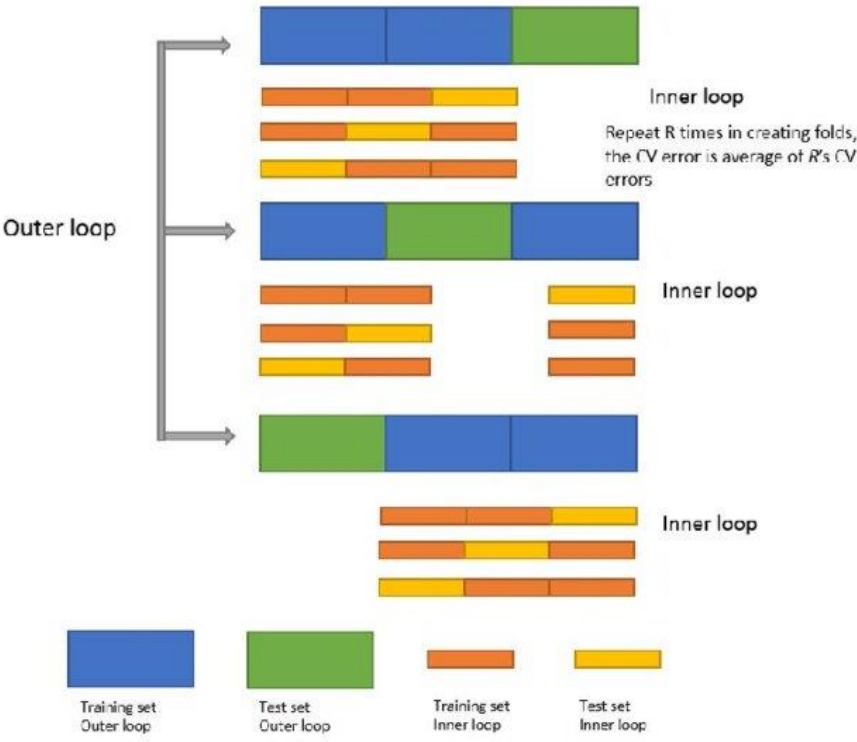 Inner loop
Repeat R times in creating folds,
the CV error is average of R's CV
errors
Outer loop
Inner loop
Inner loop
Training set
Outer loop
Test set
Outer loop
Training set
Inner loop
Test set
Inner loop